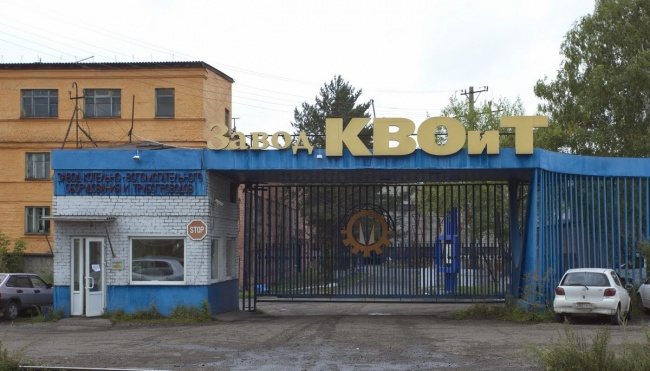 Завод КВОиТ
ЗАВОД КОТЕЛЬНО-ВСПОМОГАТЕЛЬНОГО
ОБОРУДОВАНИЯ И ТРУБОПРОВОДОВ
STOP